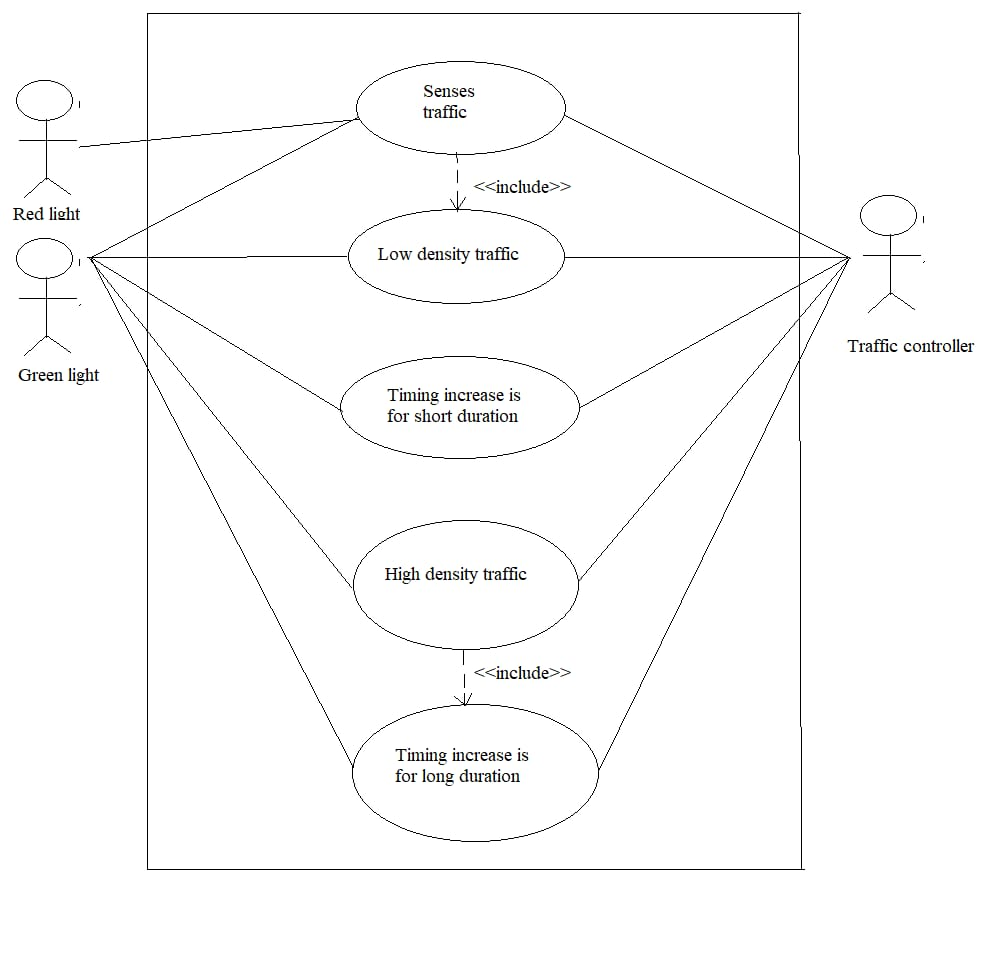 Senses
traffic
<<include>>
Red light
Low density traffic
Green light
Traffic controller
Timing increase is
for short duration
High density traffic
<<include>>
Timing increase is
for long duration